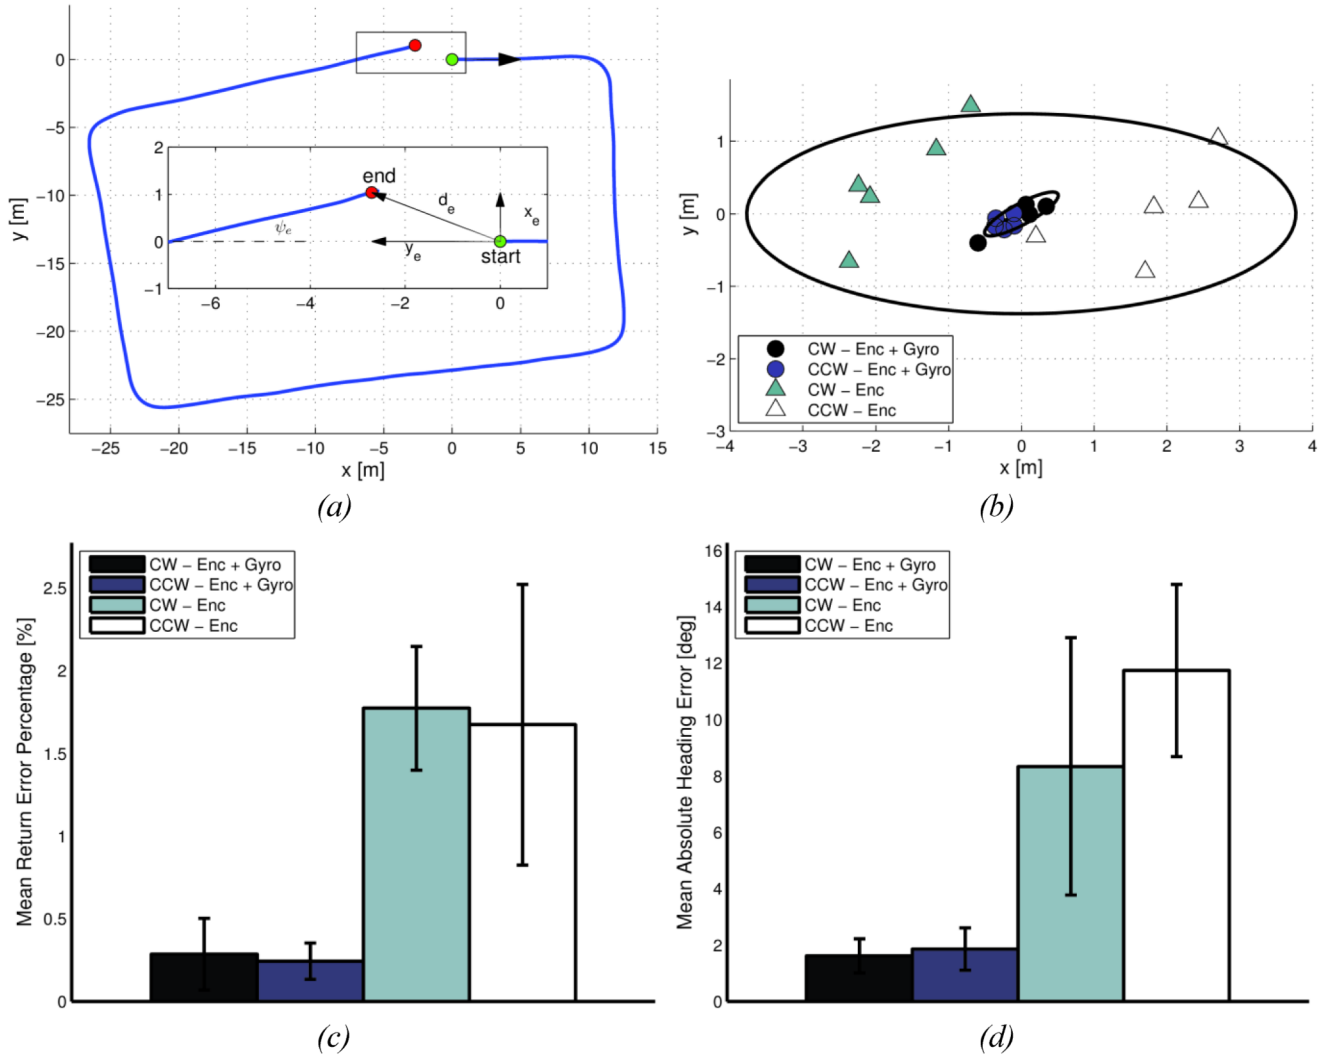 0
−5
−10
−15
−20
−25
y [m]
−25 −20 −15 −10 −5 0 5 10 15
x [m]
2
1
0
−1
−6 −4 −2 0
end
d_e
x_e
ψ_e
y_e
start
(a)
1
0
−1
−2
−3
y [m]
−4 −3 −2 −1 0 1 2 3 4
x [m]
CW − Enc + Gyro
CCW − Enc + Gyro
CW − Enc
CCW − Enc
(b)
Mean Return Error Percentage [%]
2.5
2
1.5
1
0.5
0
CW − Enc + Gyro
CCW − Enc + Gyro
CW − Enc
CCW − Enc
(c)
Mean Absolute Heading Error [deg]
16
14
12
10
8
6
4
2
0
CW − Enc + Gyro
CCW − Enc + Gyro
CW − Enc
CCW − Enc
(d)